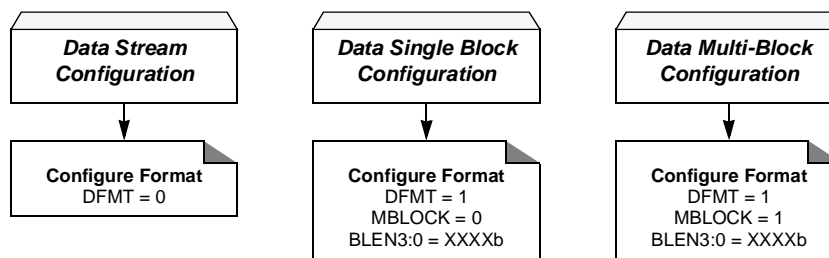 Data Stream
Configuration
Configure Format
DFMT = 0
Data Single Block
Configuration
Configure Format
DFMT = 1
MBLOCK = 0
BLEN3:0 = XXXXb
Data Multi-Block
Configuration
Configure Format
DFMT = 1
MBLOCK = 1
BLEN3:0 = XXXXb